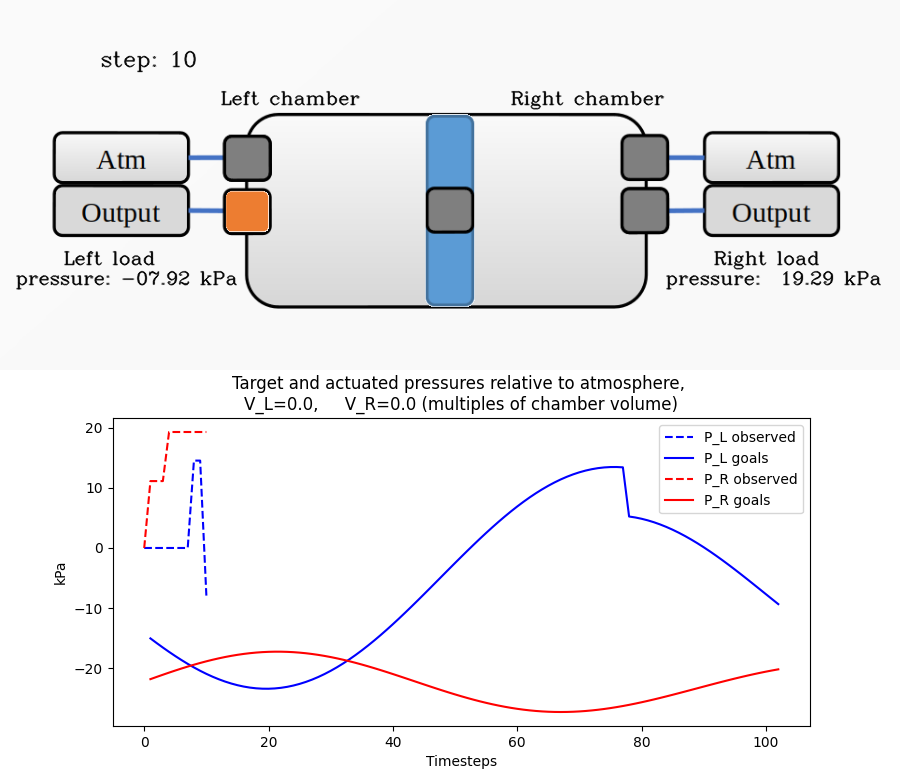 step: 10
Left chamber
Right chamber
Atm
Atm
Output
Output
Left load
pressure: -07.92 kPa
Right load
pressure: 19.29 kPa
Target and actuated pressures relative to atmosphere,
V_L=0.0, V_R=0.0 (multiples of chamber volume)
P_L observed
P_L goals
P_R observed
P_R goals
20
10
0
−10
−20
kPa
0
20
40
60
80
100
Timesteps